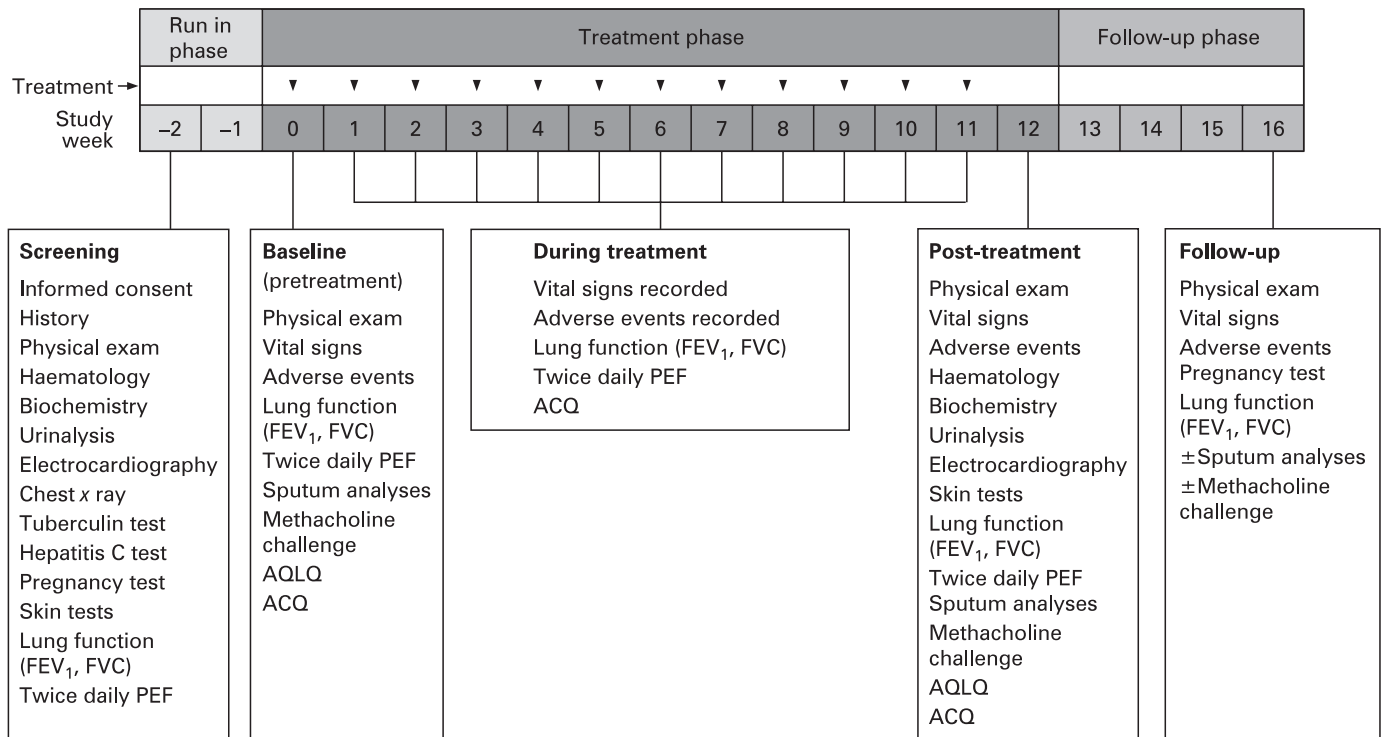 Run in
phase
Treatment phase
Follow-up phase
Treatment
Study
week
–2 –1 0 1 2 3 4 5 6 7 8 9 10 11 12 13 14 15 16
Screening
Informed consent
History
Physical exam
Haematology
Biochemistry
Urinalysis
Electrocardiography
Chest x ray
Tuberculin test
Hepatitis C test
Pregnancy test
Skin tests
Lung function
(FEV₁, FVC)
Twice daily PEF
Baseline
(pretreatment)
Physical exam
Vital signs
Adverse events
Lung function
(FEV₁, FVC)
Twice daily PEF
Sputum analyses
Methacholine
challenge
AQLQ
ACQ
During treatment
Vital signs recorded
Adverse events recorded
Lung function (FEV₁, FVC)
Twice daily PEF
ACQ
Post-treatment
Physical exam
Vital signs
Adverse events
Haematology
Biochemistry
Urinalysis
Electrocardiography
Skin tests
Lung function
(FEV₁, FVC)
Twice daily PEF
Sputum analyses
Methacholine
challenge
AQLQ
ACQ
Follow-up
Physical exam
Vital signs
Adverse events
Pregnancy test
Lung function
(FEV₁, FVC)
±Sputum analyses
±Methacholine
challenge